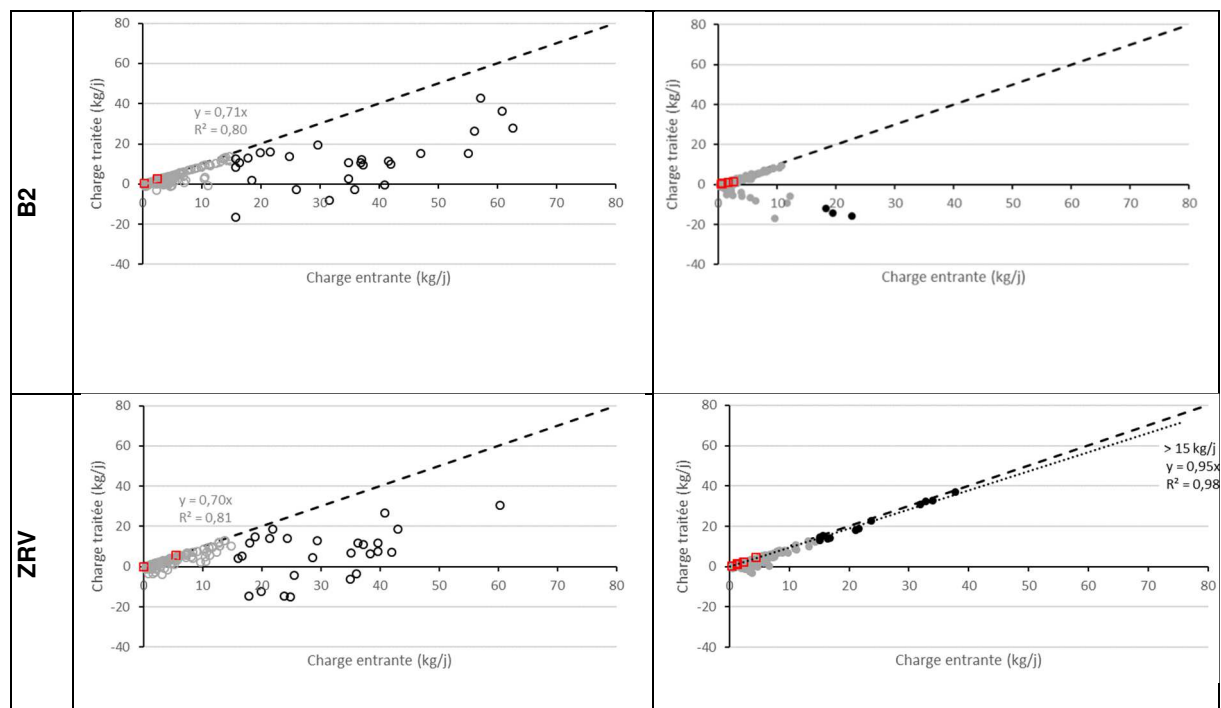 B2
80
60
40
20
0
-20
-40
0 10 20 30 40 50 60 70 80
Charge traitée (kg/j)
Charge entrante (kg/j)
y = 0,71x
R² = 0,80
80
60
40
20
0
-20
-40
0 10 20 30 40 50 60 70 80
Charge traitée (kg/j)
Charge entrante (kg/j)
ZRV
80
60
40
20
0
-20
-40
0 10 20 30 40 50 60 70 80
Charge traitée (kg/j)
Charge entrante (kg/j)
y = 0,70x
R² = 0,81
80
60
40
20
0
-20
-40
0 10 20 30 40 50 60 70 80
Charge traitée (kg/j)
Charge entrante (kg/j)
> 15 kg/j
y = 0,95x
R² = 0,98